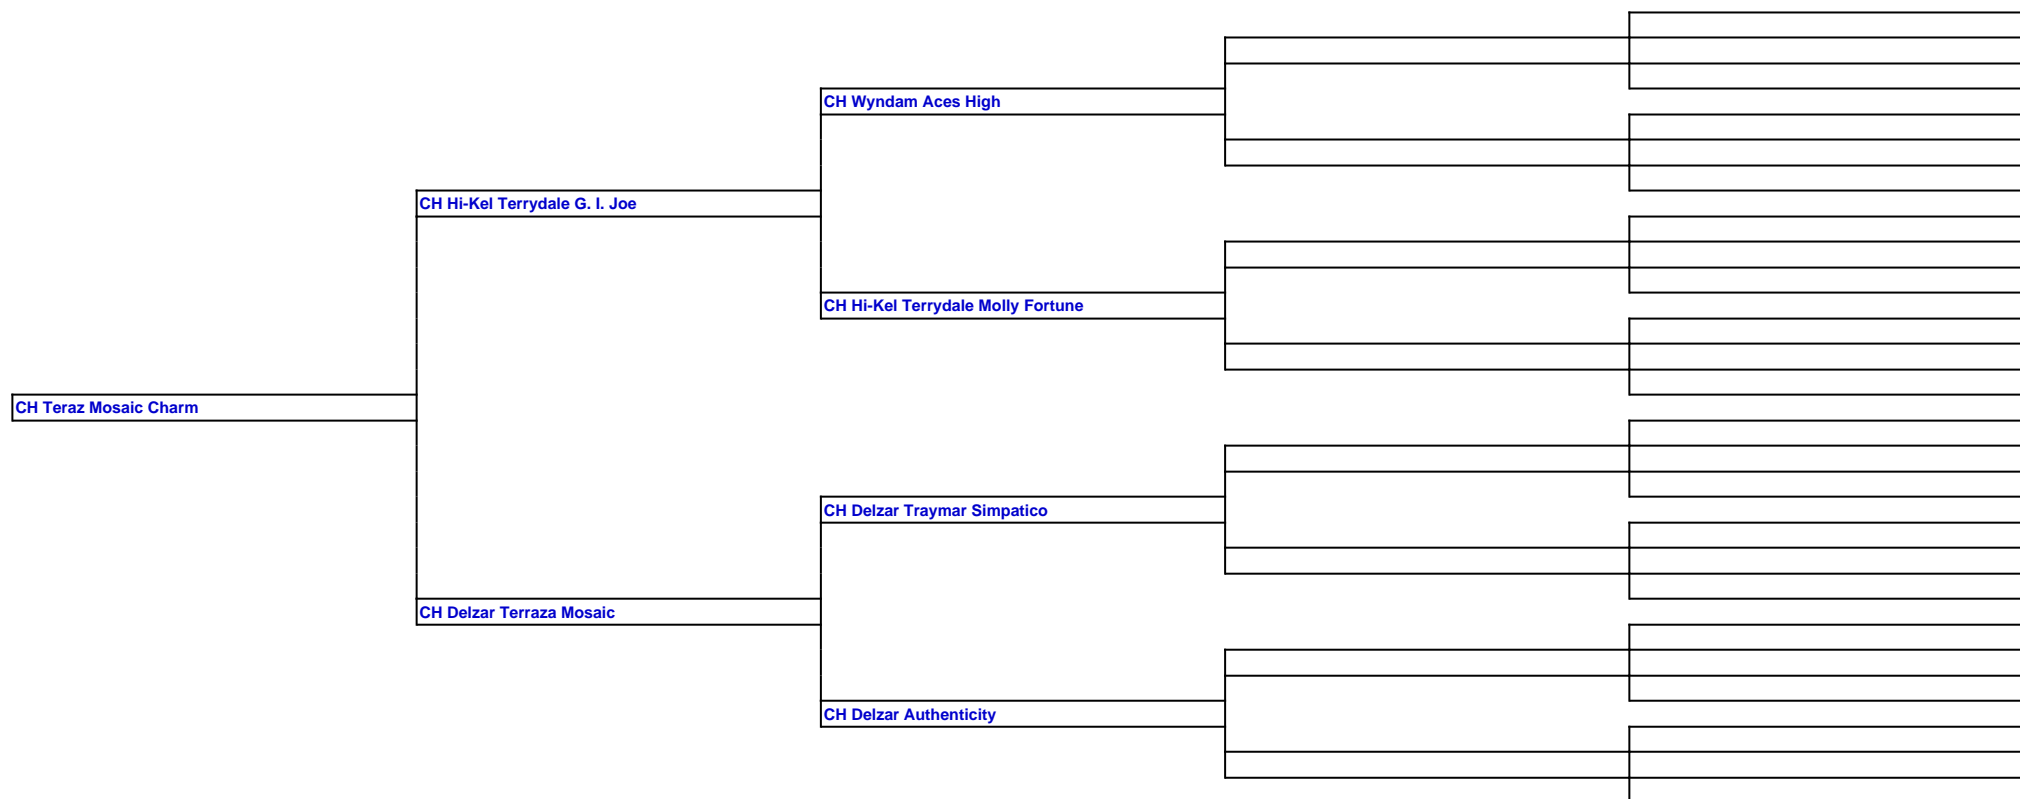 CH Wyndam Aces High
CH Hi-Kel Terrydale G. I. Joe
CH Hi-Kel Terrydale Molly Fortune
CH Teraz Mosaic Charm
CH Delzar Traymar Simpatico
CH Delzar Terraza Mosaic
CH Delzar Authenticity